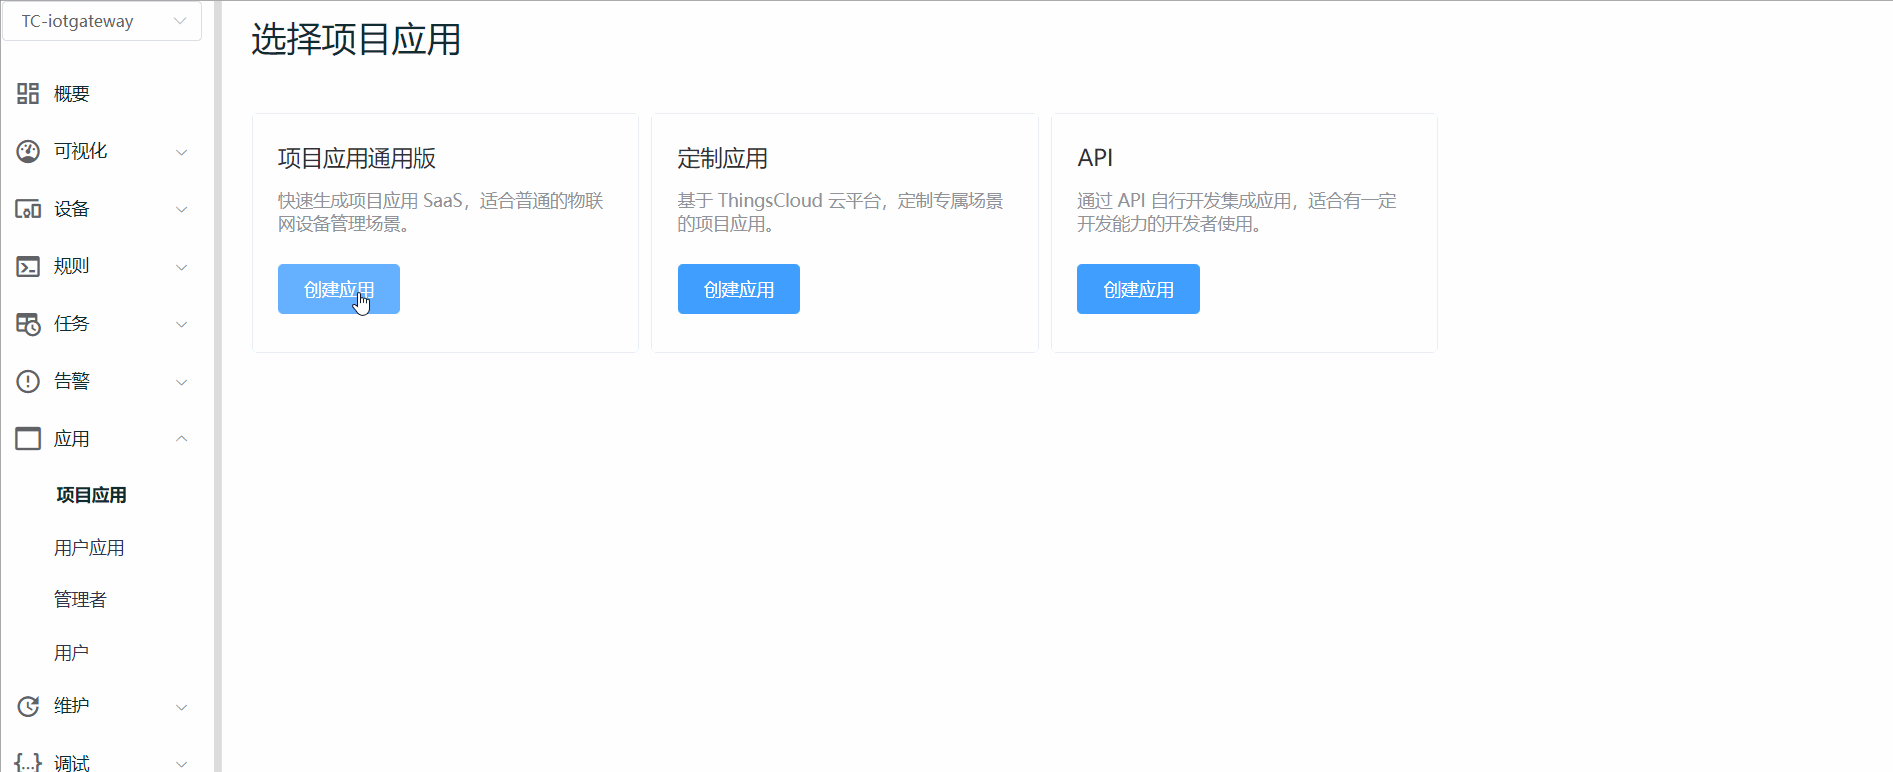 TC-iotgateway
概要
可视化
设备
规则
任务
告警
应用
项目应用
用户应用
管理者
用户
维护
{...} 调试
选择项目应用
项目应用通用版
快速生成项目应用 SaaS，适合普通的物联
网设备管理场景。
创建应用
定制应用
基于 ThingsCloud 云平台，定制专属场景
的项目应用。
创建应用
API
通过 API 自行开发集成应用，适合有一定
开发能力的开发者使用。
创建应用